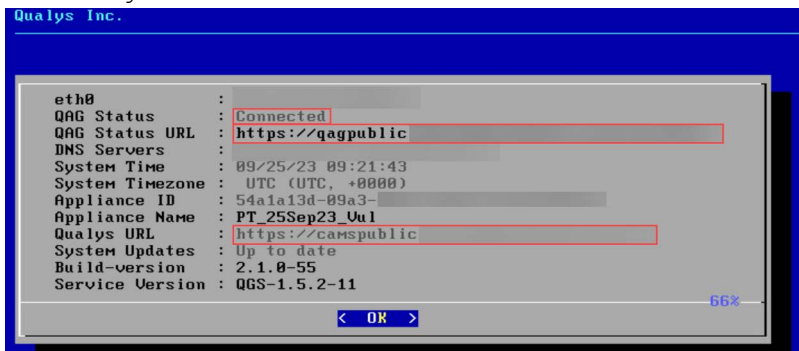 Qualys Inc.
eth0 :
QAG Status : Connected
QAG Status URL : https://qagpublic
DNS Servers :
System Time : 09/25/23 09:21:43
System Timezone : UTC (UTC, +0000)
Appliance ID : 54a1a13d-09a3-
Appliance Name : PT_25Sep23_Vul
Qualys URL : https://camspublic
System Updates : Up to date
Build-version : 2.1.0-55
Service Version : QGS-1.5.2-11
66%
< OK >